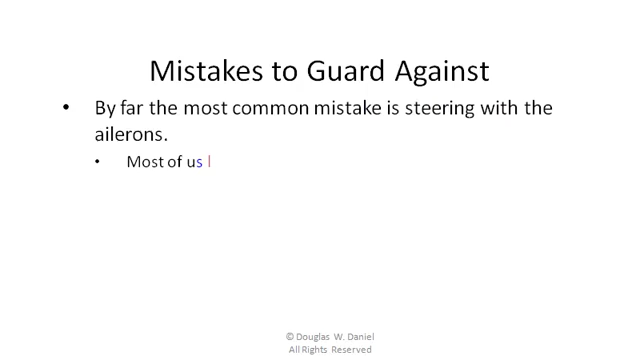 Mistakes to Guard Against
• By far the most common mistake is steering with the
ailerons.
• Most of us l
© Douglas W. Daniel
All Rights Reserved